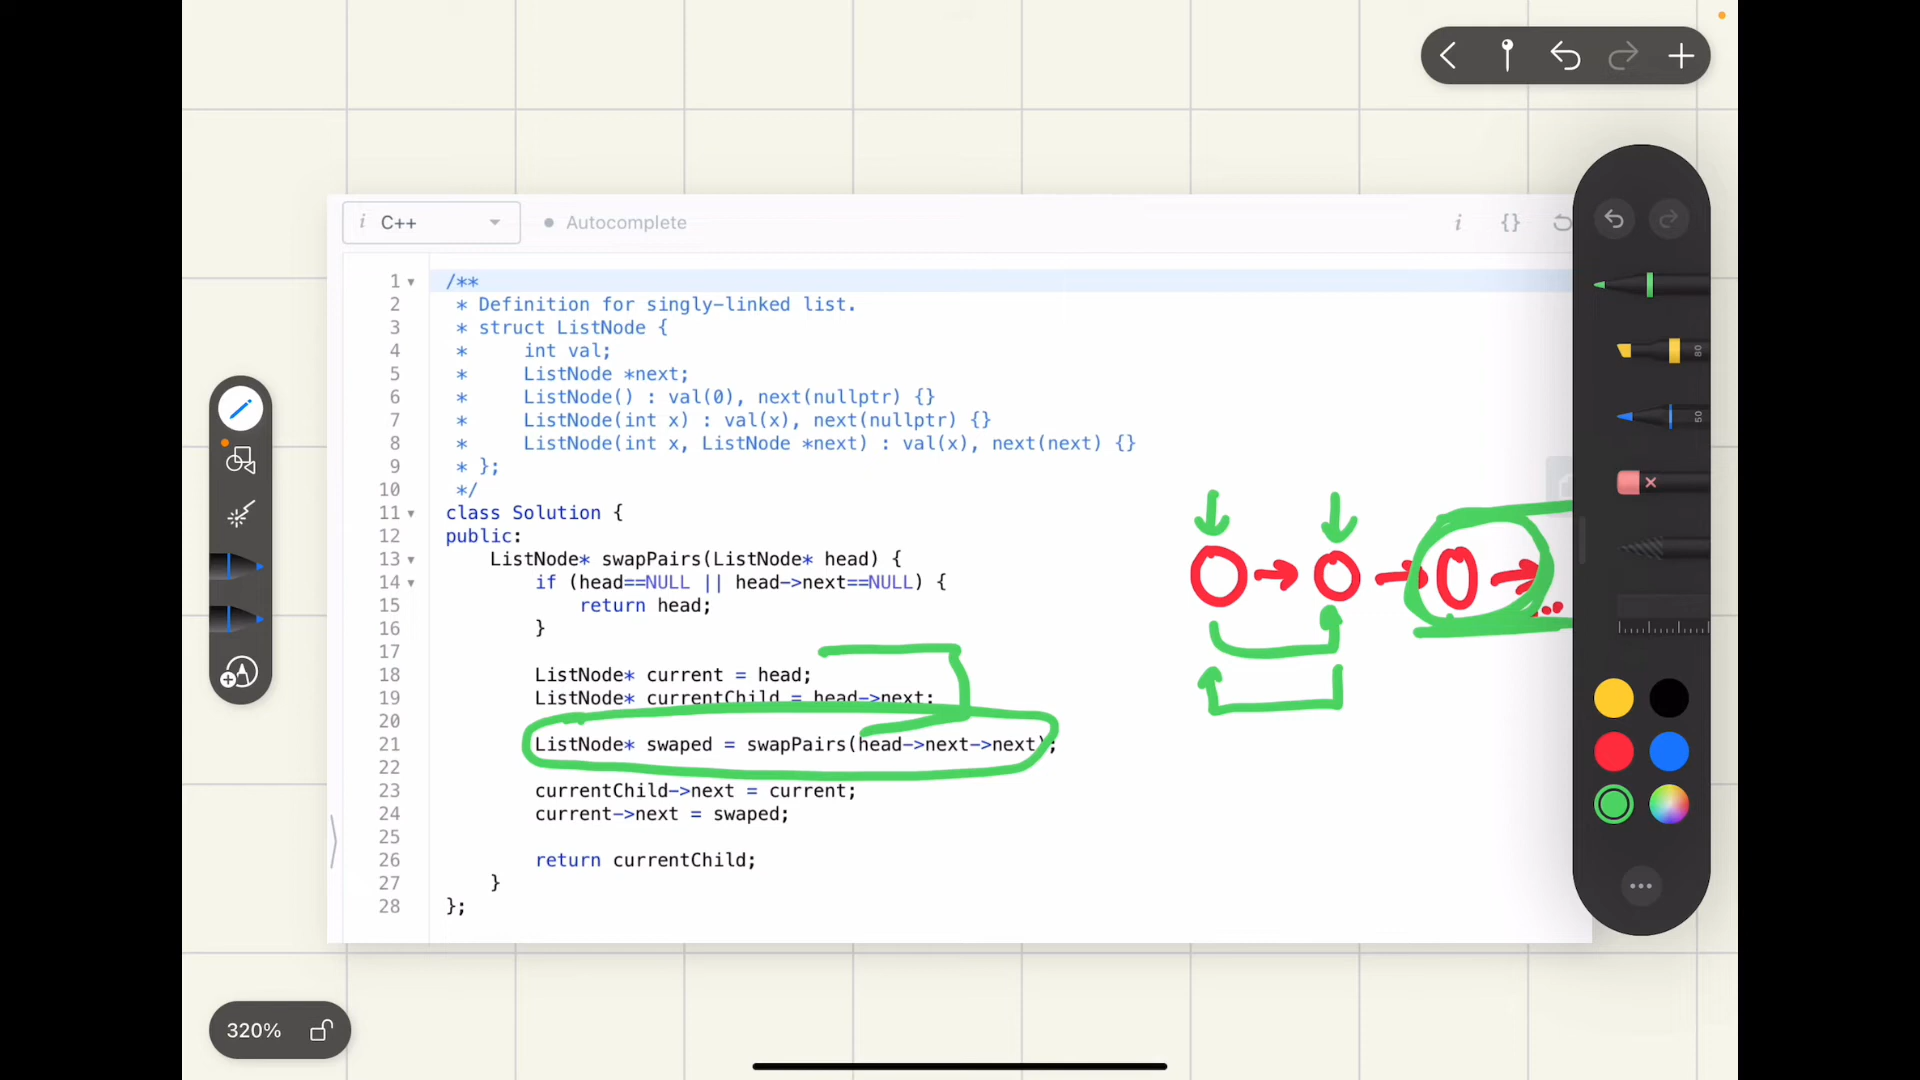 i C++ Autocomplete i {}
1 /**
2 * Definition for singly-linked list.
3 * struct ListNode {
4 *     int val;
5 *     ListNode *next;
6 *     ListNode() : val(0), next(nullptr) {}
7 *     ListNode(int x) : val(x), next(nullptr) {}
8 *     ListNode(int x, ListNode *next) : val(x), next(next) {}
9 * };
10 */
11 class Solution {
12 public:
13     ListNode* swapPairs(ListNode* head) {
14         if (head==NULL || head->next==NULL) {
15             return head;
16         }
17
18         ListNode* current = head;
19         ListNode* currentChild = head->next;
20
21         ListNode* swaped = swapPairs(head->next->next);
22
23         currentChild->next = current;
24         current->next = swaped;
25
26         return currentChild;
27     }
28 };
80
50
320%